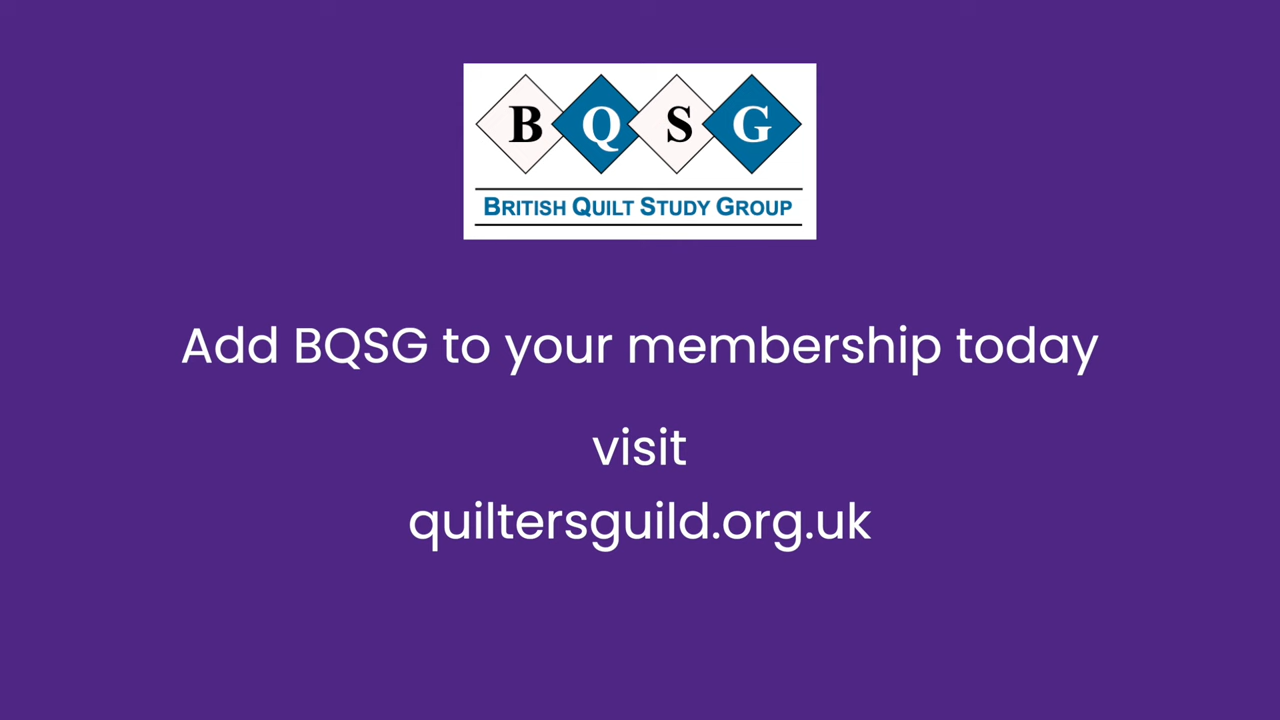 BQSG
BRITISH QUILT STUDY GROUP
Add BQSG to your membership today
visit
quiltersguild.org.uk